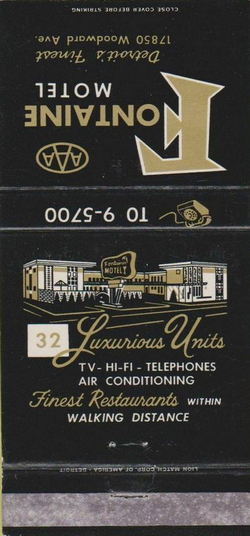 CLOSE COVER BEFORE STRIKING
Detroit's Finest
17850 Woodward Ave.
FONTAINE
MOTEL
AAA
TO 9-5700
Fontaine
MOTEL
32 Luxurious Units
TV - HI-FI - TELEPHONES
AIR CONDITIONING
Finest Restaurants WITHIN
WALKING DISTANCE
LION MATCH CORP. OF AMERICA - DETROIT